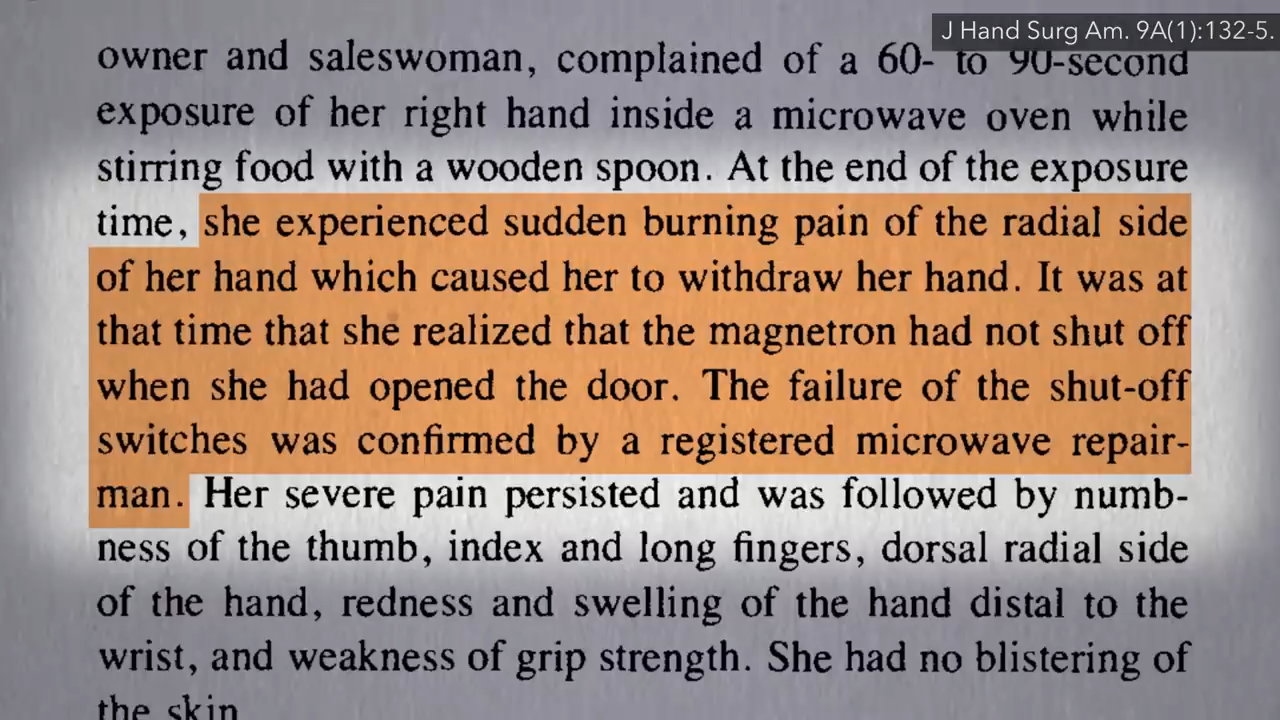 J Hand Surg Am. 9A(1):132-5.
owner and saleswoman, complained of a 60- to 90-second
exposure of her right hand inside a microwave oven while
stirring food with a wooden spoon. At the end of the exposure
time, she experienced sudden burning pain of the radial side
of her hand which caused her to withdraw her hand. It was at
that time that she realized that the magnetron had not shut off
when she had opened the door. The failure of the shut-off
switches was confirmed by a registered microwave repair-
man. Her severe pain persisted and was followed by numb-
ness of the thumb, index and long fingers, dorsal radial side
of the hand, redness and swelling of the hand distal to the
wrist, and weakness of grip strength. She had no blistering of
the skin